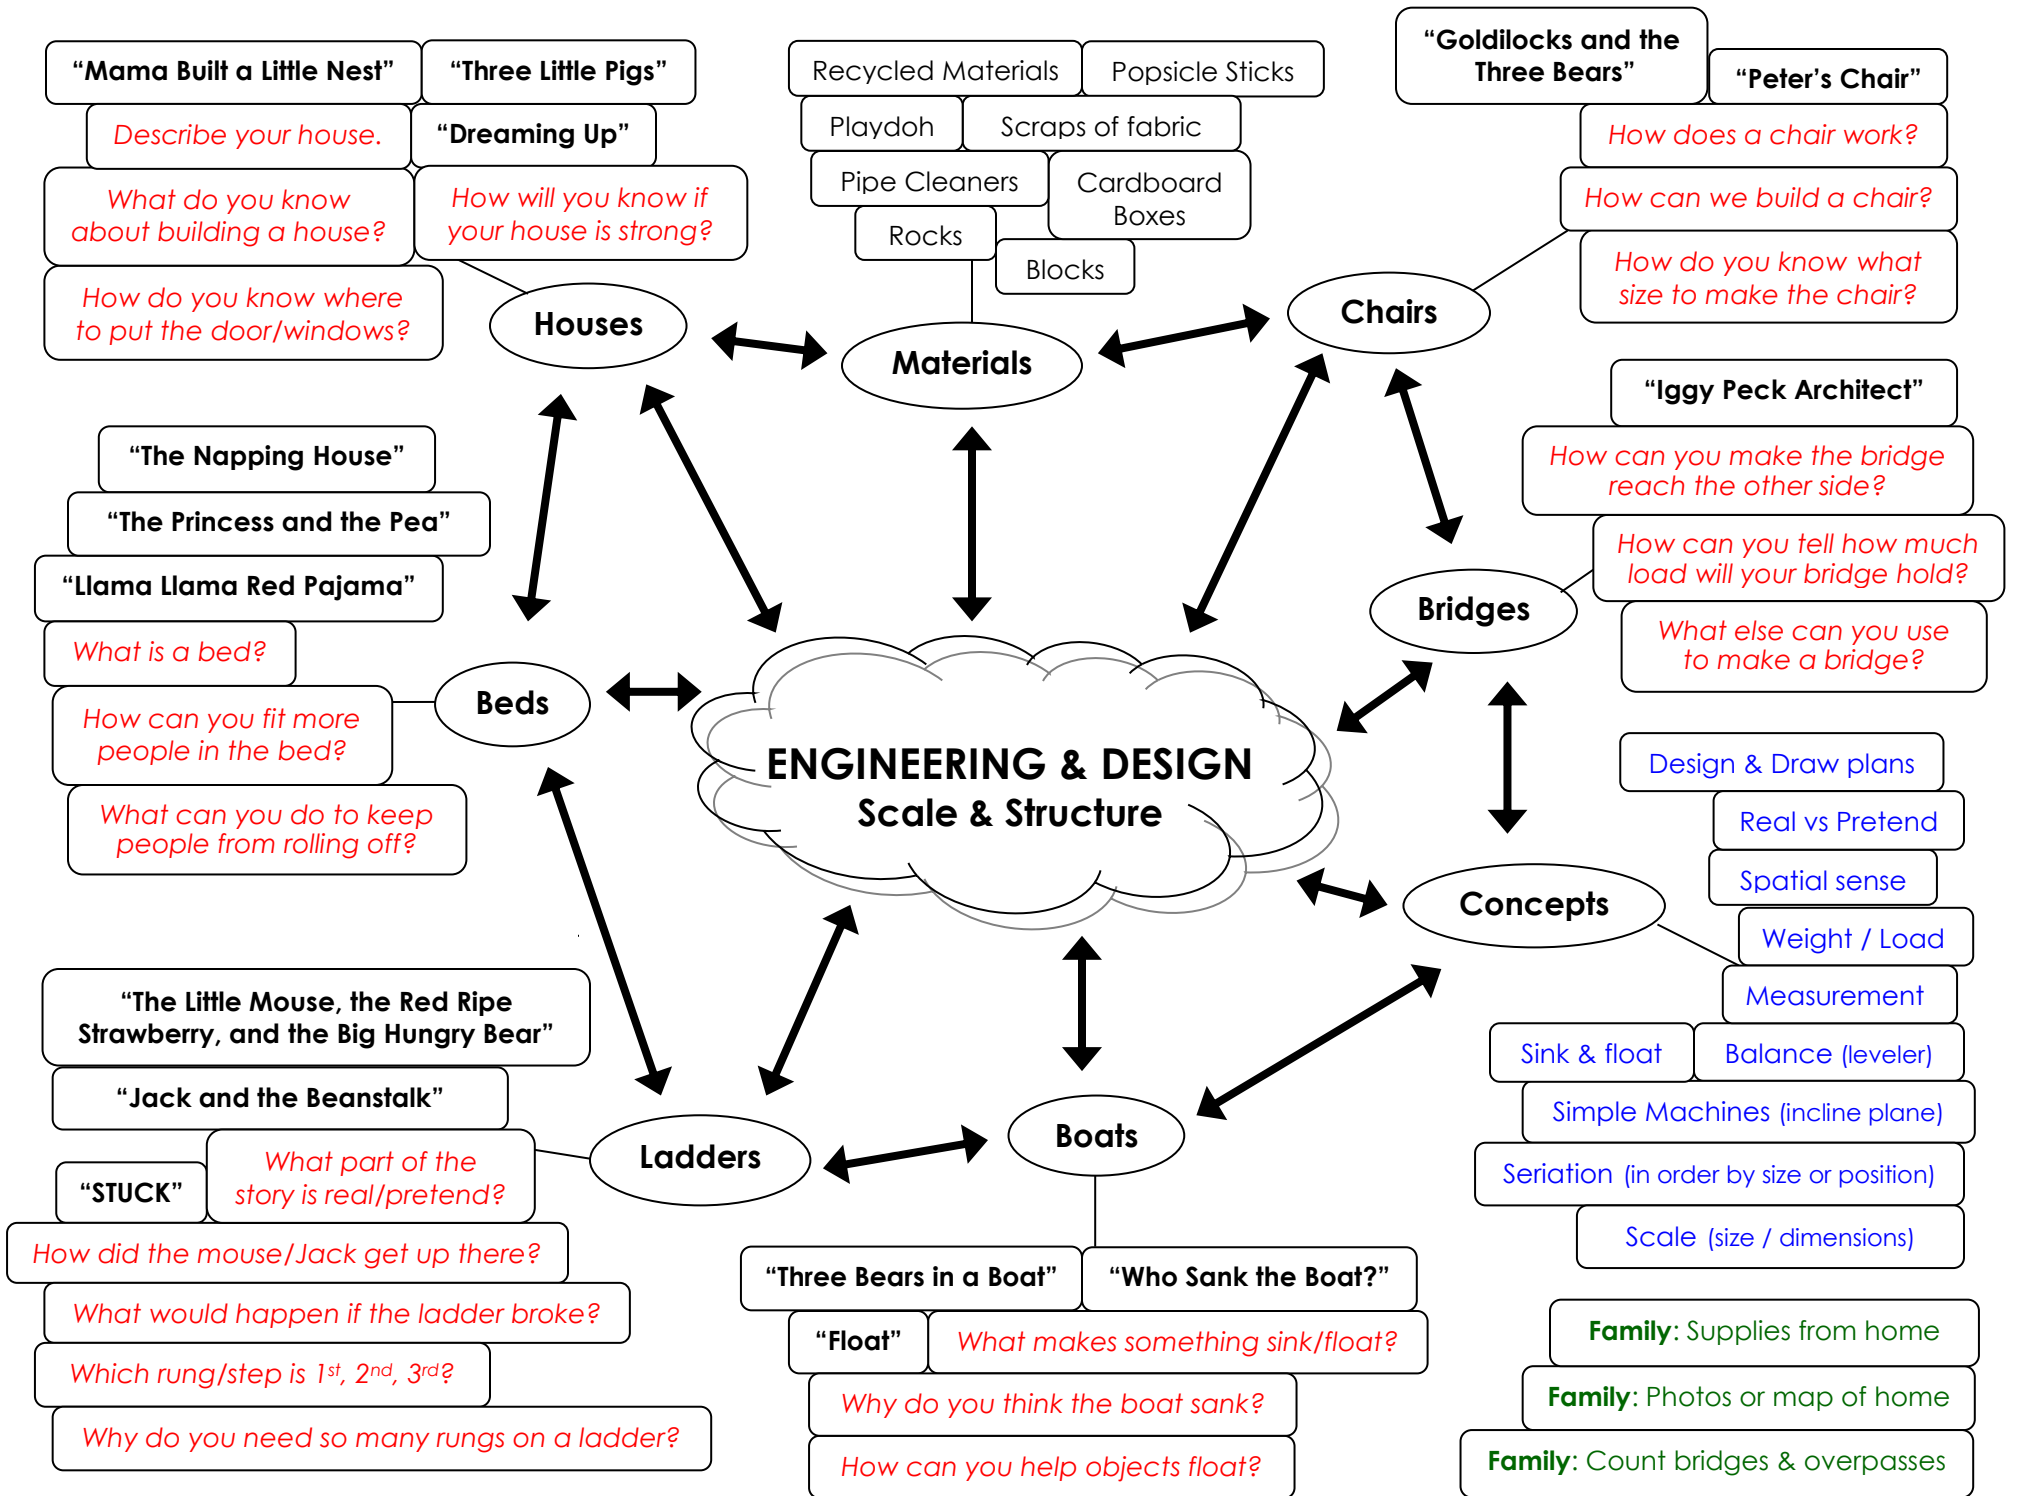 “Mama Built a Little Nest”
“Three Little Pigs”
Describe your house.
“Dreaming Up”
What do you know
about building a house?
How will you know if
your house is strong?
How do you know where
to put the door/windows?
Houses
Recycled Materials
Popsicle Sticks
Playdoh
Scraps of fabric
Pipe Cleaners
Cardboard
Boxes
Rocks
Blocks
Materials
“Goldilocks and the
Three Bears”
“Peter’s Chair”
How does a chair work?
How can we build a chair?
How do you know what
size to make the chair?
Chairs
“Iggy Peck Architect”
How can you make the bridge
reach the other side?
How can you tell how much
load will your bridge hold?
What else can you use
to make a bridge?
Bridges
“The Napping House”
“The Princess and the Pea”
“Llama Llama Red Pajama”
What is a bed?
How can you fit more
people in the bed?
What can you do to keep
people from rolling off?
Beds
ENGINEERING & DESIGN
Scale & Structure
Concepts
Design & Draw plans
Real vs Pretend
Spatial sense
Weight / Load
Measurement
Sink & float
Balance (leveler)
Simple Machines (incline plane)
Seriation (in order by size or position)
Scale (size / dimensions)
“The Little Mouse, the Red Ripe
Strawberry, and the Big Hungry Bear”
“Jack and the Beanstalk”
What part of the
story is real/pretend?
“STUCK”
How did the mouse/Jack get up there?
What would happen if the ladder broke?
Which rung/step is 1st, 2nd, 3rd?
Why do you need so many rungs on a ladder?
Ladders
Boats
“Three Bears in a Boat”
“Who Sank the Boat?”
“Float”
What makes something sink/float?
Why do you think the boat sank?
How can you help objects float?
Family: Supplies from home
Family: Photos or map of home
Family: Count bridges & overpasses